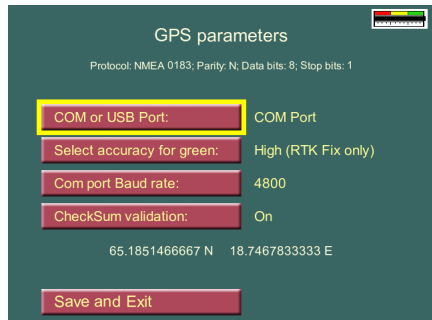 GPS parameters
Protocol: NMEA 0183; Parity: N; Data bits: 8; Stop bits: 1
COM or USB Port: COM Port
Select accuracy for green: High (RTK Fix only)
Com port Baud rate: 4800
CheckSum validation: On
65.1851466667 N 18.7467833333 E
Save and Exit